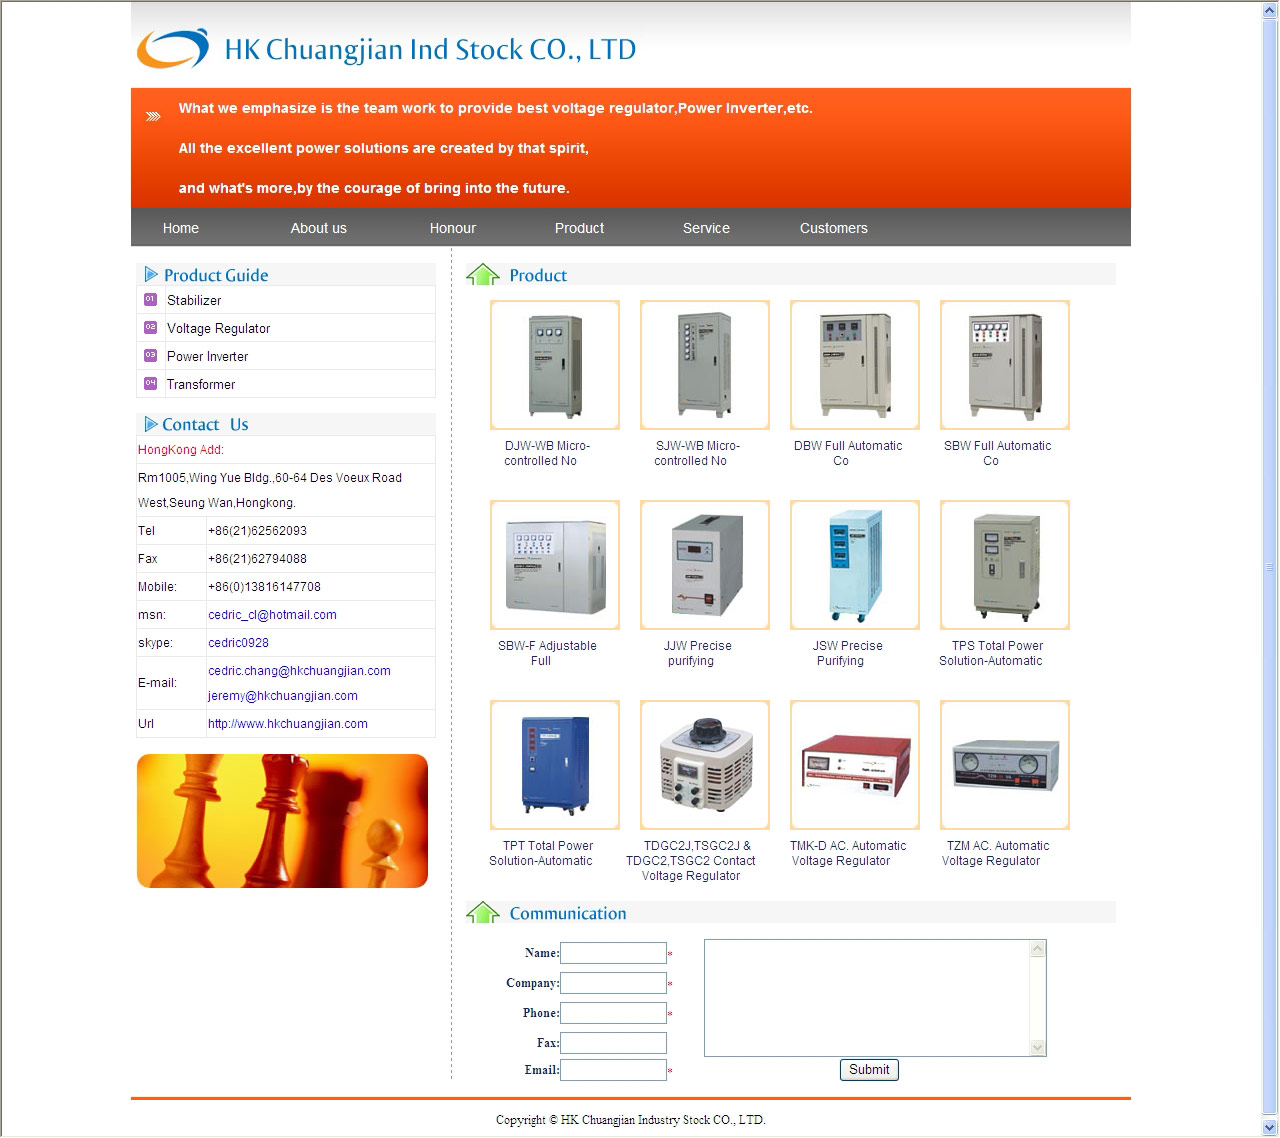 HK Chuangjian Ind Stock CO., LTD
What we emphasize is the team work to provide best voltage regulator,Power Inverter,etc.
All the excellent power solutions are created by that spirit,
and what's more,by the courage of bring into the future.
Home About us Honour Product Service Customers
Product Guide
01 Stabilizer
02 Voltage Regulator
03 Power Inverter
04 Transformer
Contact Us
HongKong Add:
Rm1005,Wing Yue Bldg.,60-64 Des Voeux Road
West,Seung Wan,Hongkong.
Tel +86(21)62562093
Fax +86(21)62794088
Mobile: +86(0)13816147708
msn: cedric_cl@hotmail.com
skype: cedric0928
E-mail: cedric.chang@hkchuangjian.com
jeremy@hkchuangjian.com
Url http://www.hkchuangjian.com
Product
DJW-WB Micro-
controlled No
SJW-WB Micro-
controlled No
DBW Full Automatic
Co
SBW Full Automatic
Co
SBW-F Adjustable
Full
JJW Precise
purifying
JSW Precise
Purifying
TPS Total Power
Solution-Automatic
TPT Total Power
Solution-Automatic
TDGC2J,TSGC2J &
TDGC2,TSGC2 Contact
Voltage Regulator
TMK-D AC. Automatic
Voltage Regulator
TZM AC. Automatic
Voltage Regulator
Communication
Name: *
Company: *
Phone: *
Fax:
Email: *
Submit
Copyright © HK Chuangjian Industry Stock CO., LTD.